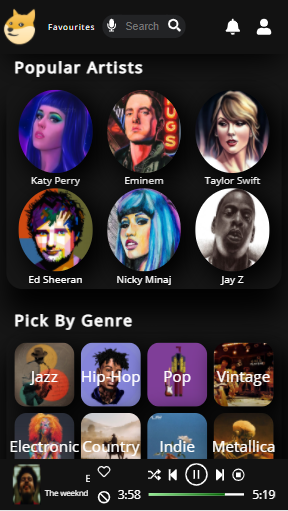 Favourites Search
Popular Artists
Katy Perry Eminem Taylor Swift
Ed Sheeran Nicky Minaj Jay Z
Pick By Genre
Jazz Hip-Hop Pop Vintage
Electronic Country Indie Metallica
E
The weeknd 3:58 5:19